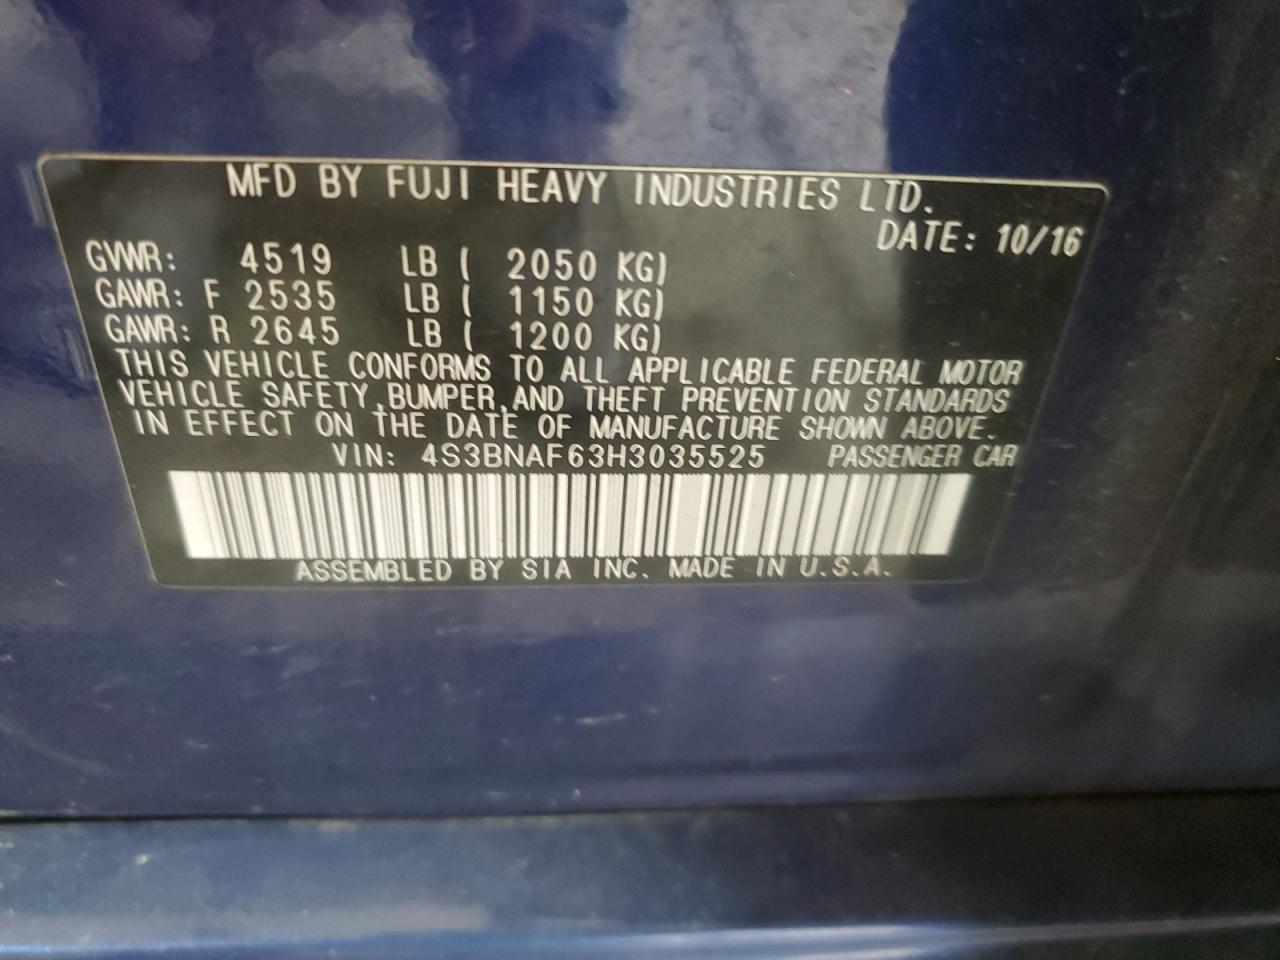 MFD BY FUJI HEAVY INDUSTRIES LTD.
DATE: 10/16
GVWR: 4519 LB ( 2050 KG)
GAWR: F 2535 LB ( 1150 KG)
GAWR: R 2645 LB ( 1200 KG)
THIS VEHICLE CONFORMS TO ALL APPLICABLE FEDERAL MOTOR
VEHICLE SAFETY, BUMPER, AND THEFT PREVENTION STANDARDS
IN EFFECT ON THE DATE OF MANUFACTURE SHOWN ABOVE.
VIN: 4S3BNAF63H3035525 PASSENGER CAR
ASSEMBLED BY SIA INC. MADE IN U.S.A.